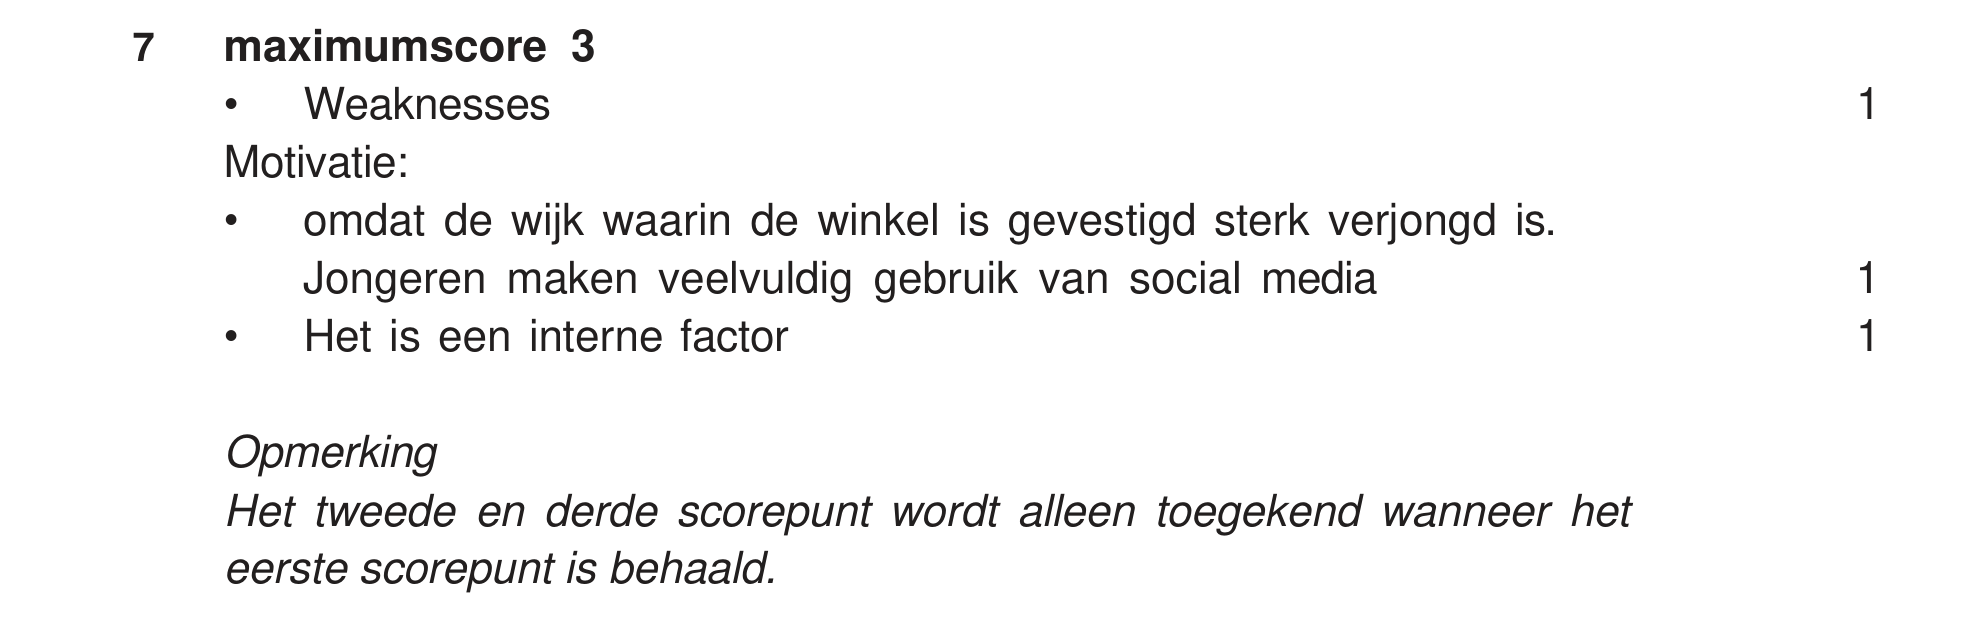 7 maximumscore 3
• Weaknesses 1
Motivatie:
• omdat de wijk waarin de winkel is gevestigd sterk verjongd is.
Jongeren maken veelvuldig gebruik van social media 1
• Het is een interne factor 1
Opmerking
Het tweede en derde scorepunt wordt alleen toegekend wanneer het
eerste scorepunt is behaald.